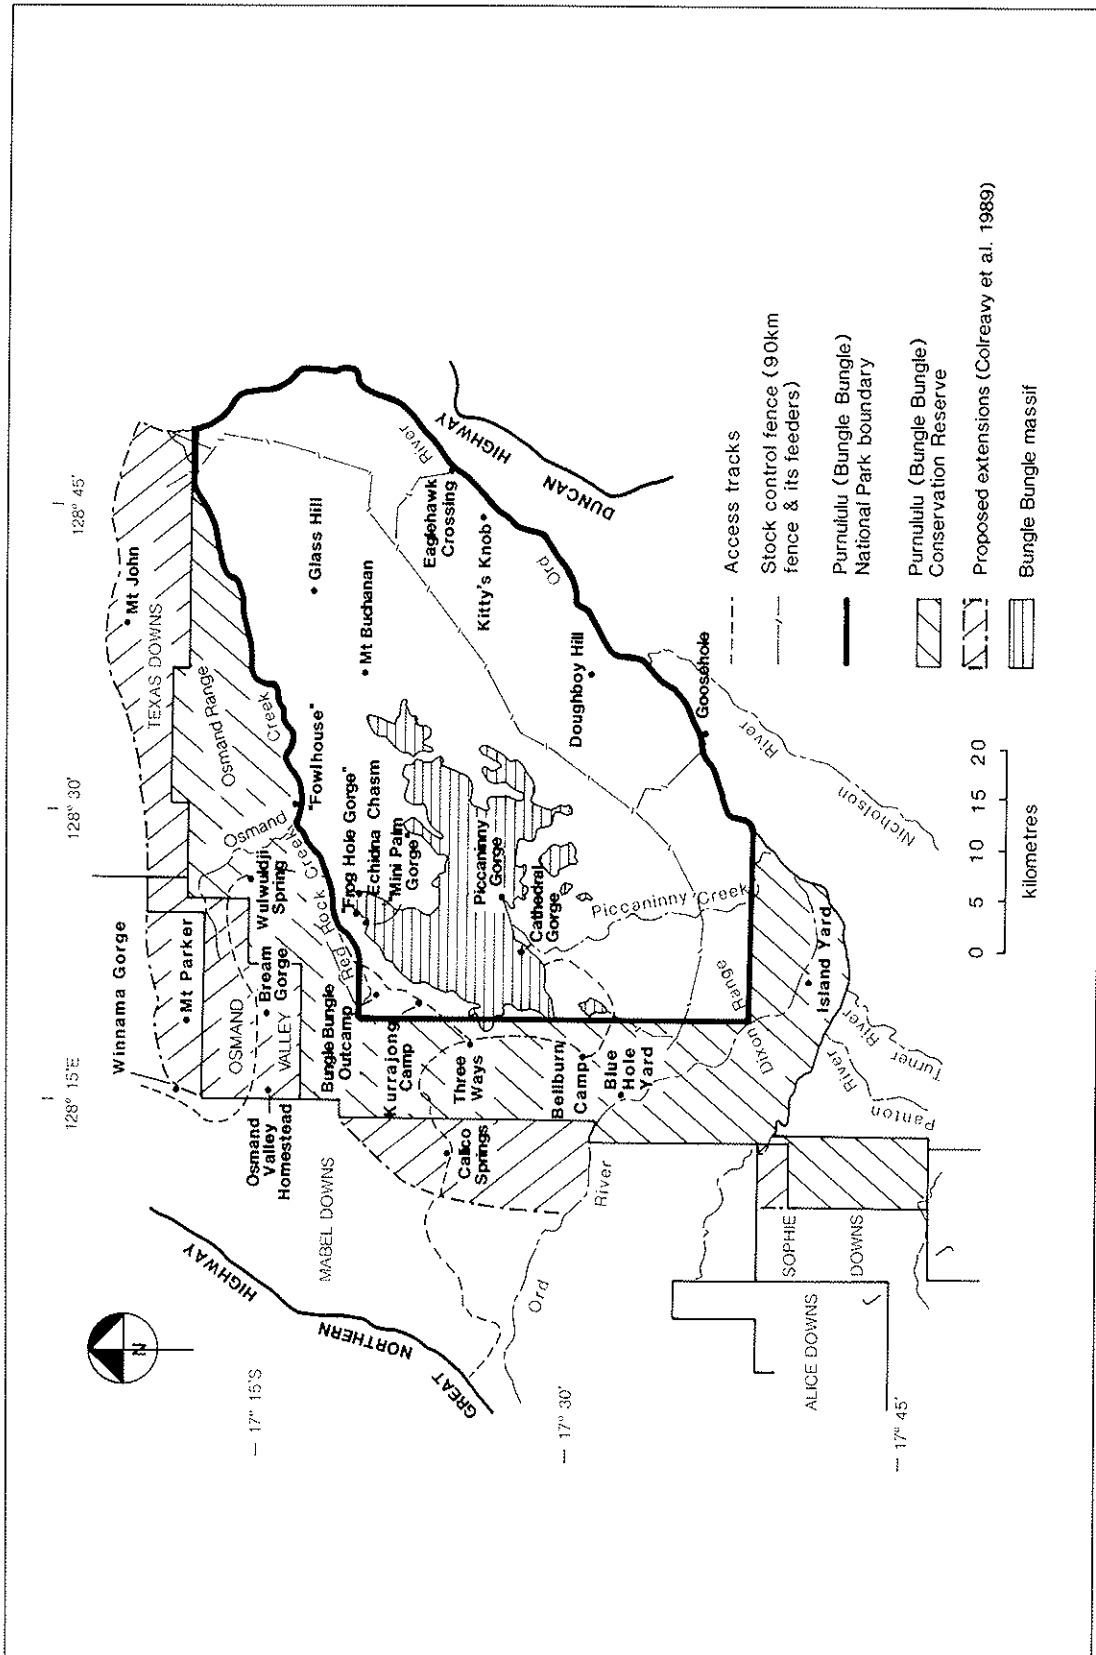 128° 15'E
128° 30'
128° 45'
Winnama Gorge
Mt Parker
Mt John
TEXAS DOWNS
OSMAND
VALLEY
Bream
Gorge
Wulwuldji
Spring
Osmand Range
Osmand
Creek
Osmand
Valley
Homestead
Bungle Bungle
Outcamp
Red Rock Creek
"Fowlhouse"
Glass Hill
"Frog Hole Gorge"
Echidna Chasm
"Mini Palm
Gorge"
Mt Buchanan
Kurrajong
Camp
Three
Ways
Calico
Springs
MABEL DOWNS
GREAT
NORTHERN
HIGHWAY
N
17° 15'S
River
Eaglehawk
Crossing
Kitty's Knob
Ord
DUNCAN
HIGHWAY
Piccaninny
Gorge
Cathedral
Gorge
Piccaninny Creek
Bellburn
Camp
Blue
Hole
Yard
Doughboy Hill
Goosehole
Ord
River
17° 30'
Dixon
Range
Island Yard
Nicholson
River
Turner
River
Panton
River
SOPHIE
DOWNS
ALICE DOWNS
17° 45'
Access tracks
Stock control fence (90km
fence & its feeders)
Purnululu (Bungle Bungle)
National Park boundary
Purnululu (Bungle Bungle)
Conservation Reserve
Proposed extensions (Colreavy et al. 1989)
Bungle Bungle massif
0 5 10 15 20
kilometres